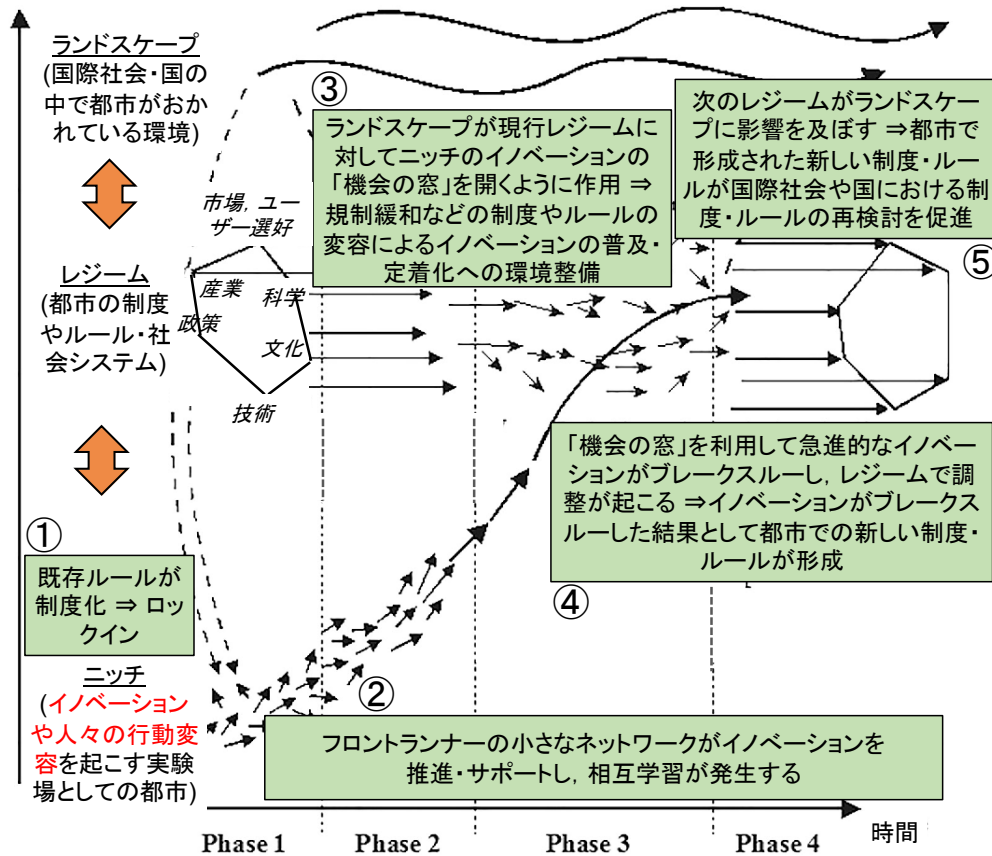 ランドスケープ
(国際社会・国の
中で都市がおか
れている環境)
③
ランドスケープが現行レジームに
対してニッチのイノベーションの
「機会の窓」を開くように作用 ⇒
規制緩和などの制度やルールの
変容によるイノベーションの普及・
定着化への環境整備
次のレジームがランドスケー
プに影響を及ぼす ⇒都市で
形成された新しい制度・ルー
ルが国際社会や国における制
度・ルールの再検討を促進
⑤
市場, ユー
ザー選好
産業
科学
政策
文化
技術
レジーム
(都市の制度
やルール・社
会システム)
「機会の窓」を利用して急進的なイノベー
ションがブレークスルーし, レジームで調
整が起こる ⇒イノベーションがブレークス
ルーした結果として都市での新しい制度・
ルールが形成
④
①
既存ルールが
制度化 ⇒ ロッ
クイン
ニッチ
(イノベーション
や人々の行動変
容を起こす実験
場としての都市)
②
フロントランナーの小さなネットワークがイノベーションを
推進・サポートし, 相互学習が発生する
Phase 1
Phase 2
Phase 3
Phase 4
時間